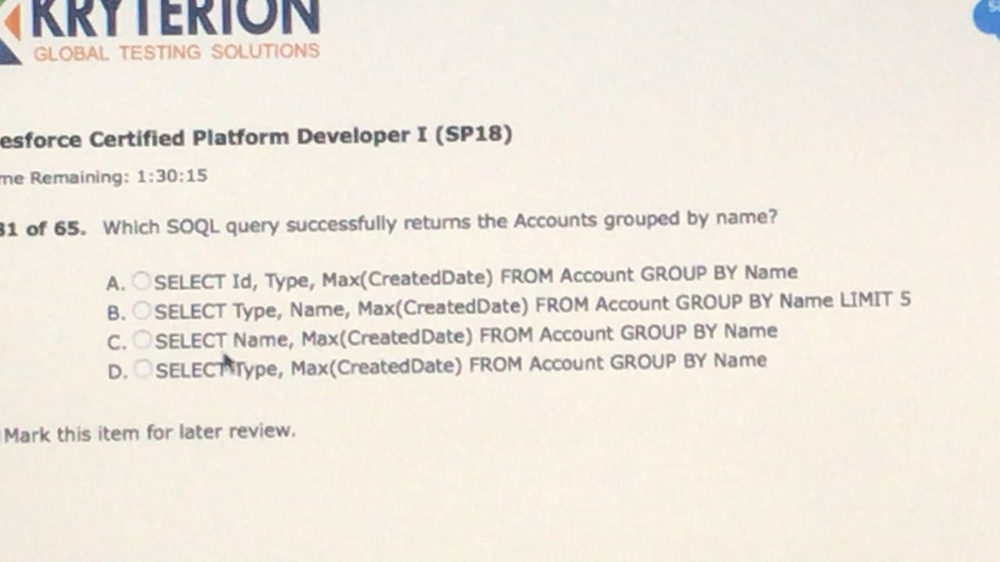 KRYTERION
GLOBAL TESTING SOLUTIONS
esforce Certified Platform Developer I (SP18)
me Remaining: 1:30:15
31 of 65. Which SOQL query successfully returns the Accounts grouped by name?
A. SELECT Id, Type, Max(CreatedDate) FROM Account GROUP BY Name
B. SELECT Type, Name, Max(CreatedDate) FROM Account GROUP BY Name LIMIT 5
C. SELECT Name, Max(CreatedDate) FROM Account GROUP BY Name
D. SELECT Type, Max(CreatedDate) FROM Account GROUP BY Name
Mark this item for later review.